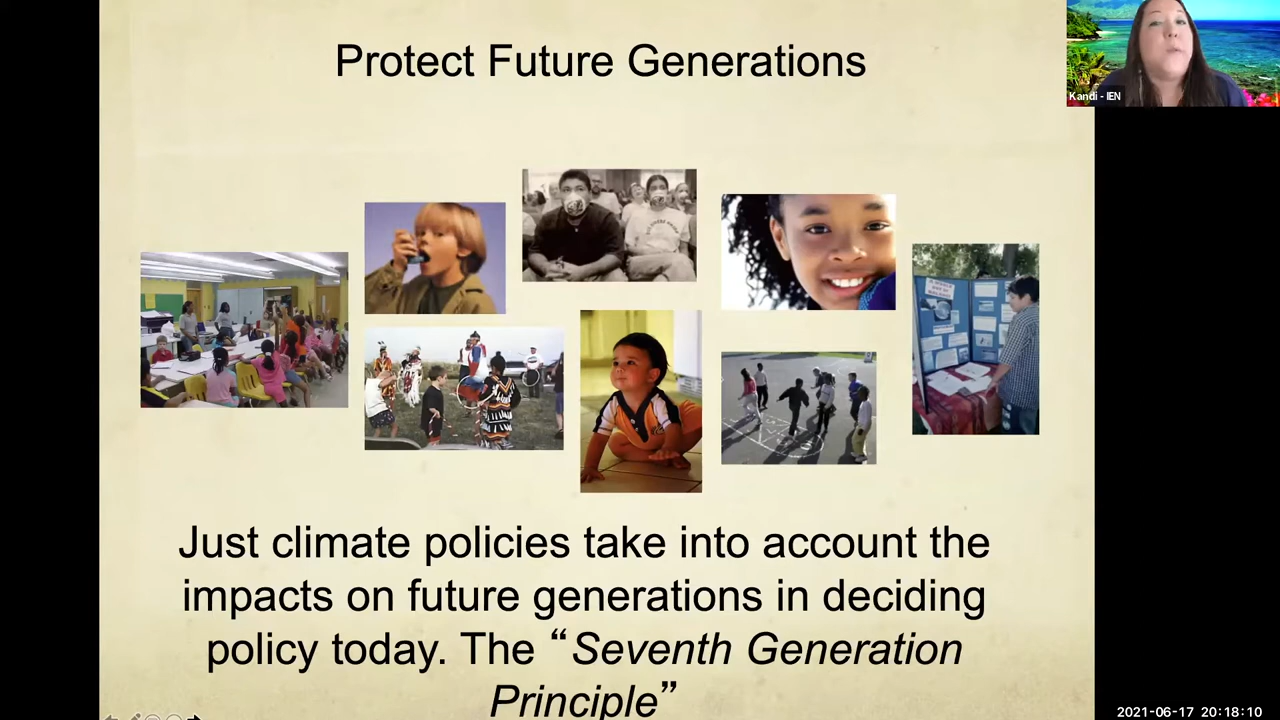 Protect Future Generations
Kandi - IEN
Just climate policies take into account the
impacts on future generations in deciding
policy today. The “Seventh Generation
Principle”
2021-06-17 20:18:10